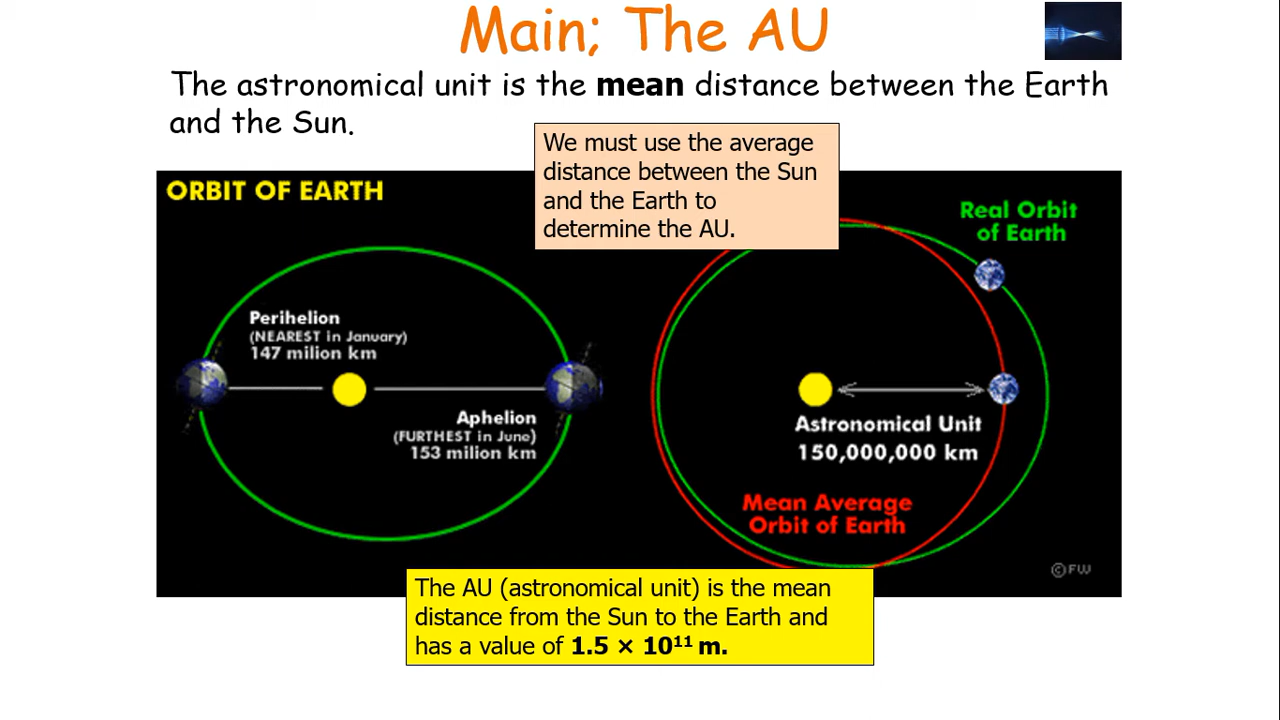 Main; The AU
The astronomical unit is the mean distance between the Earth
and the Sun.
We must use the average
distance between the Sun
and the Earth to
determine the AU.
ORBIT OF EARTH
Perihelion
(NEAREST in January)
147 milion km
Aphelion
(FURTHEST in June)
153 milion km
Real Orbit
of Earth
Astronomical Unit
150,000,000 km
Mean Average
Orbit of Earth
©FW
The AU (astronomical unit) is the mean
distance from the Sun to the Earth and
has a value of 1.5 × 10¹¹ m.